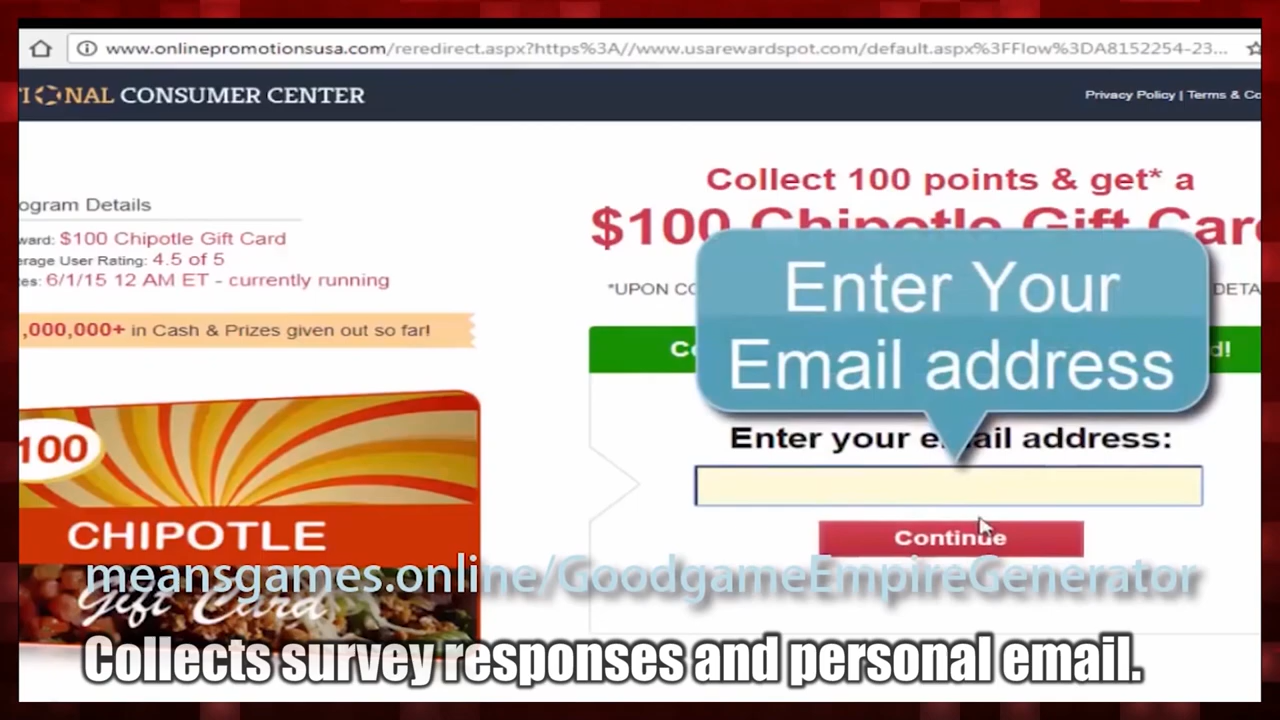 www.onlinepromotionsusa.com/reredirect.aspx?https%3A//www.usarewardspot.com/default.aspx%3FFlow%3DA8152254-23...
NAL CONSUMER CENTER
Privacy Policy | Terms & Co
ogram Details
ward: $100 Chipotle Gift Card
erage User Rating: 4.5 of 5
es: 6/1/15 12 AM ET - currently running
,000,000+ in Cash & Prizes given out so far!
100
CHIPOTLE
Gift Card
Collect 100 points & get* a
$100 Chipotle Gift Car
*UPON CO
DETA
Enter Your
Email address
Enter your email address:
Continue
meansgames.online/GoodgameEmpireGenerator
Collects survey responses and personal email.